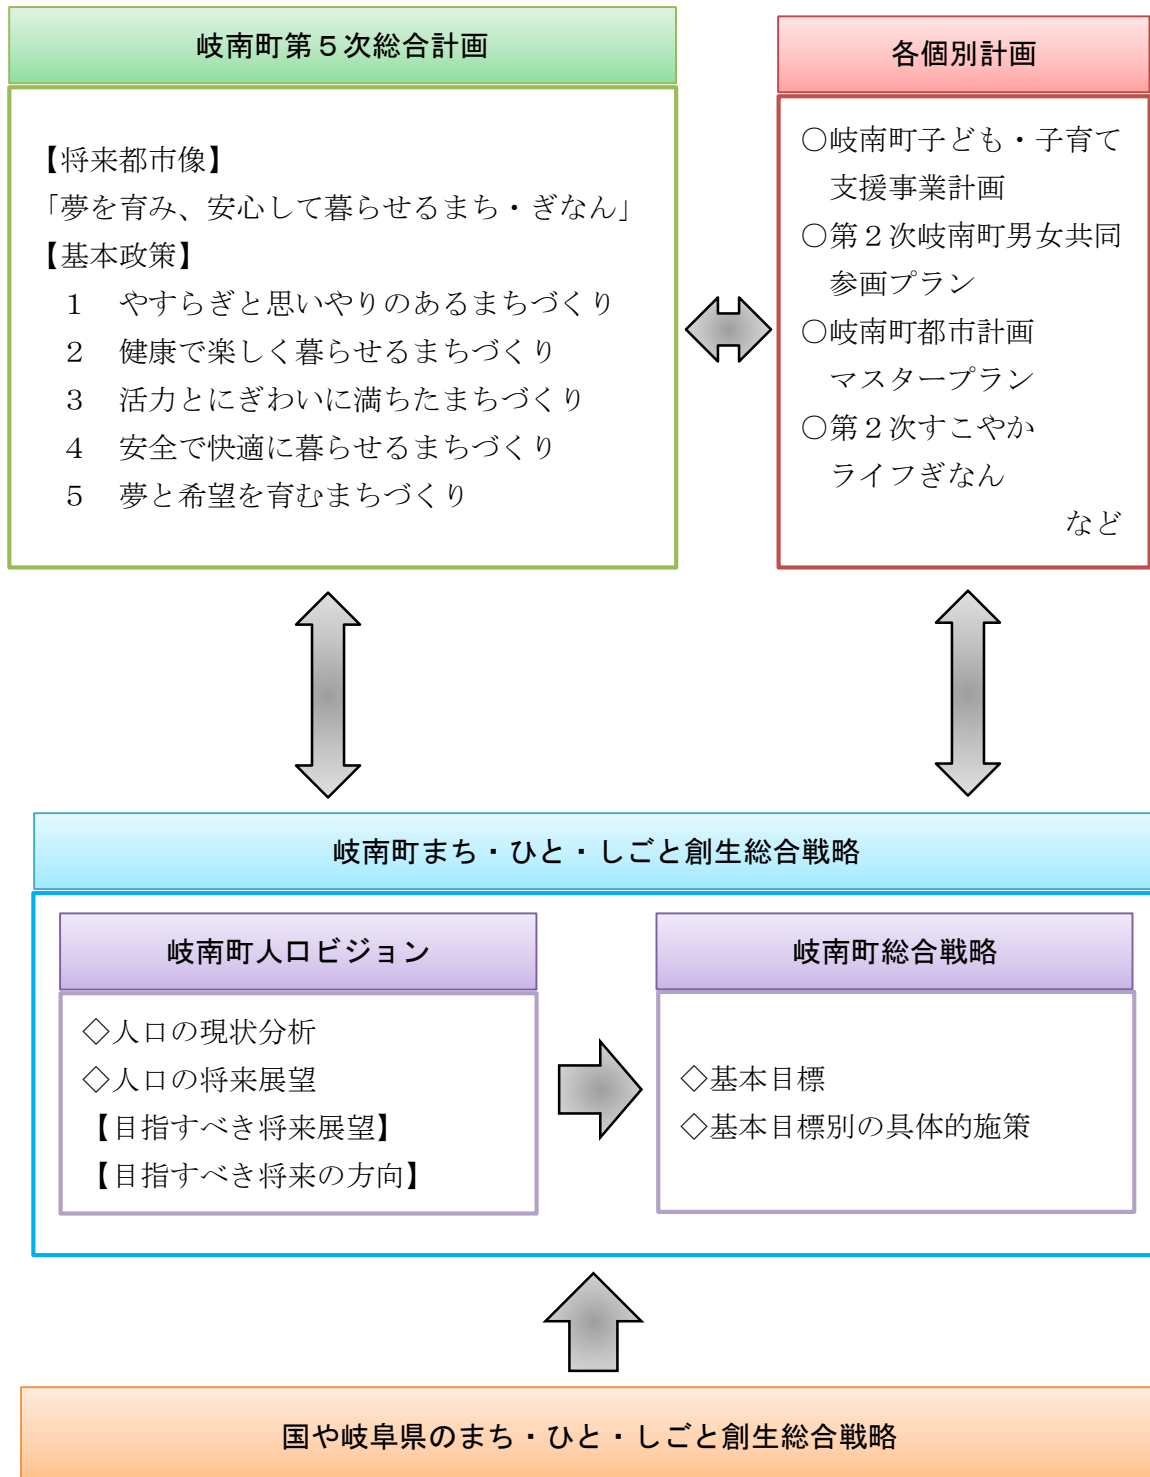 岐南町第５次総合計画
【将来都市像】
「夢を育み、安心して暮らせるまち・ぎなん」
【基本政策】
１　やすらぎと思いやりのあるまちづくり
２　健康で楽しく暮らせるまちづくり
３　活力とにぎわいに満ちたまちづくり
４　安全で快適に暮らせるまちづくり
５　夢と希望を育むまちづくり
各個別計画
○岐南町子ども・子育て
支援事業計画
○第２次岐南町男女共同
参画プラン
○岐南町都市計画
マスタープラン
○第２次すこやか
ライフぎなん
など
岐南町まち・ひと・しごと創生総合戦略
岐南町人口ビジョン
◇人口の現状分析
◇人口の将来展望
【目指すべき将来展望】
【目指すべき将来の方向】
岐南町総合戦略
◇基本目標
◇基本目標別の具体的施策
国や岐阜県のまち・ひと・しごと創生総合戦略